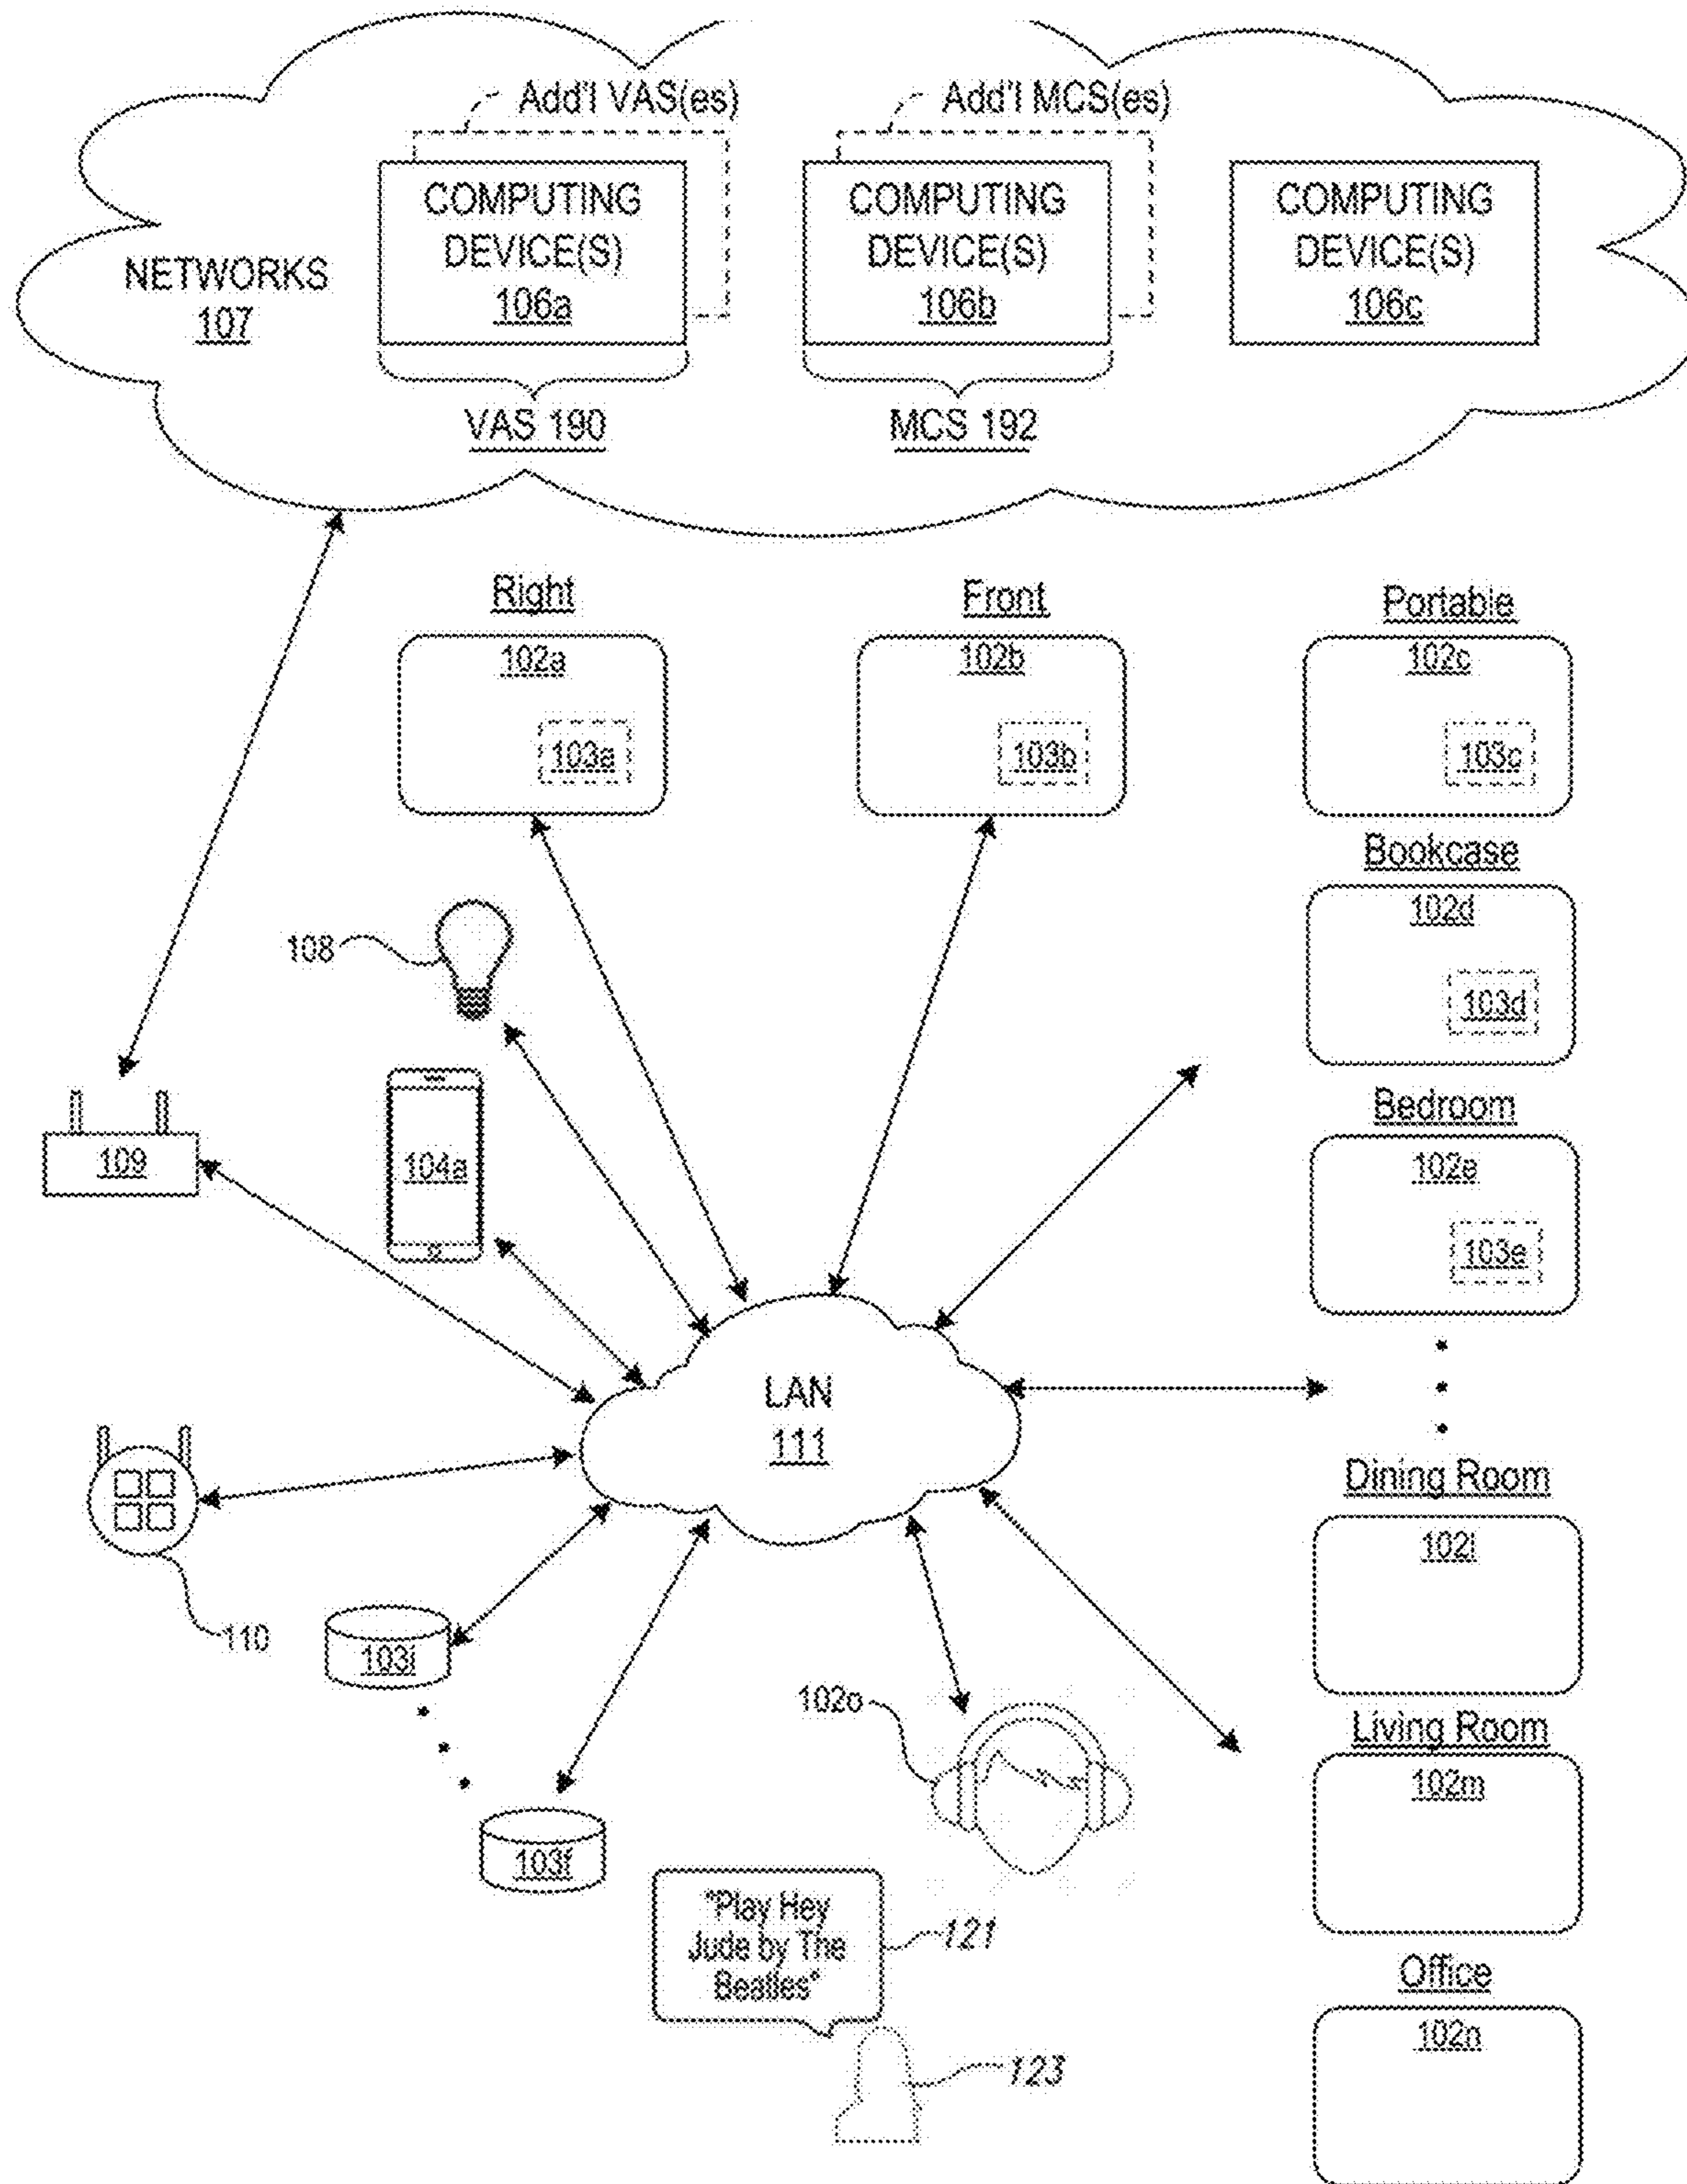 Add'l VAS(es)
Add'l MCS(es)
COMPUTING
DEVICE(S)
106a
COMPUTING
DEVICE(S)
106b
COMPUTING
DEVICE(S)
106c
NETWORKS
107
VAS 190
MCS 192
Right
102a
103a
Front
102b
103b
Portable
102c
103c
Bookcase
102d
103d
Bedroom
102e
103e
108
104a
109
LAN
111
110
103i
103f
102o
"Play Hey
Jude by The
Beatles"
121
123
Dining Room
102l
Living Room
102m
Office
102n